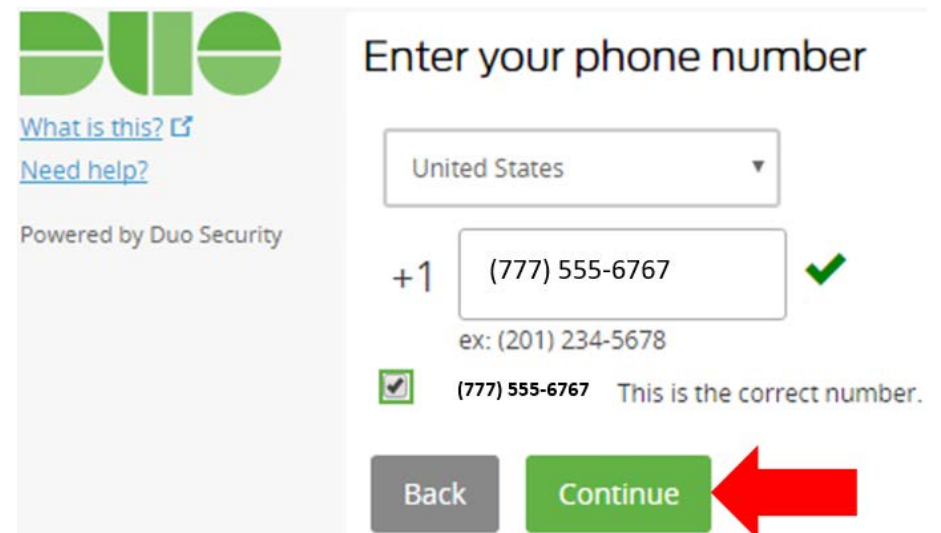 DUO
What is this?
Need help?
Powered by Duo Security
Enter your phone number
United States
+1 (777) 555-6767
ex: (201) 234-5678
(777) 555-6767 This is the correct number.
Back Continue